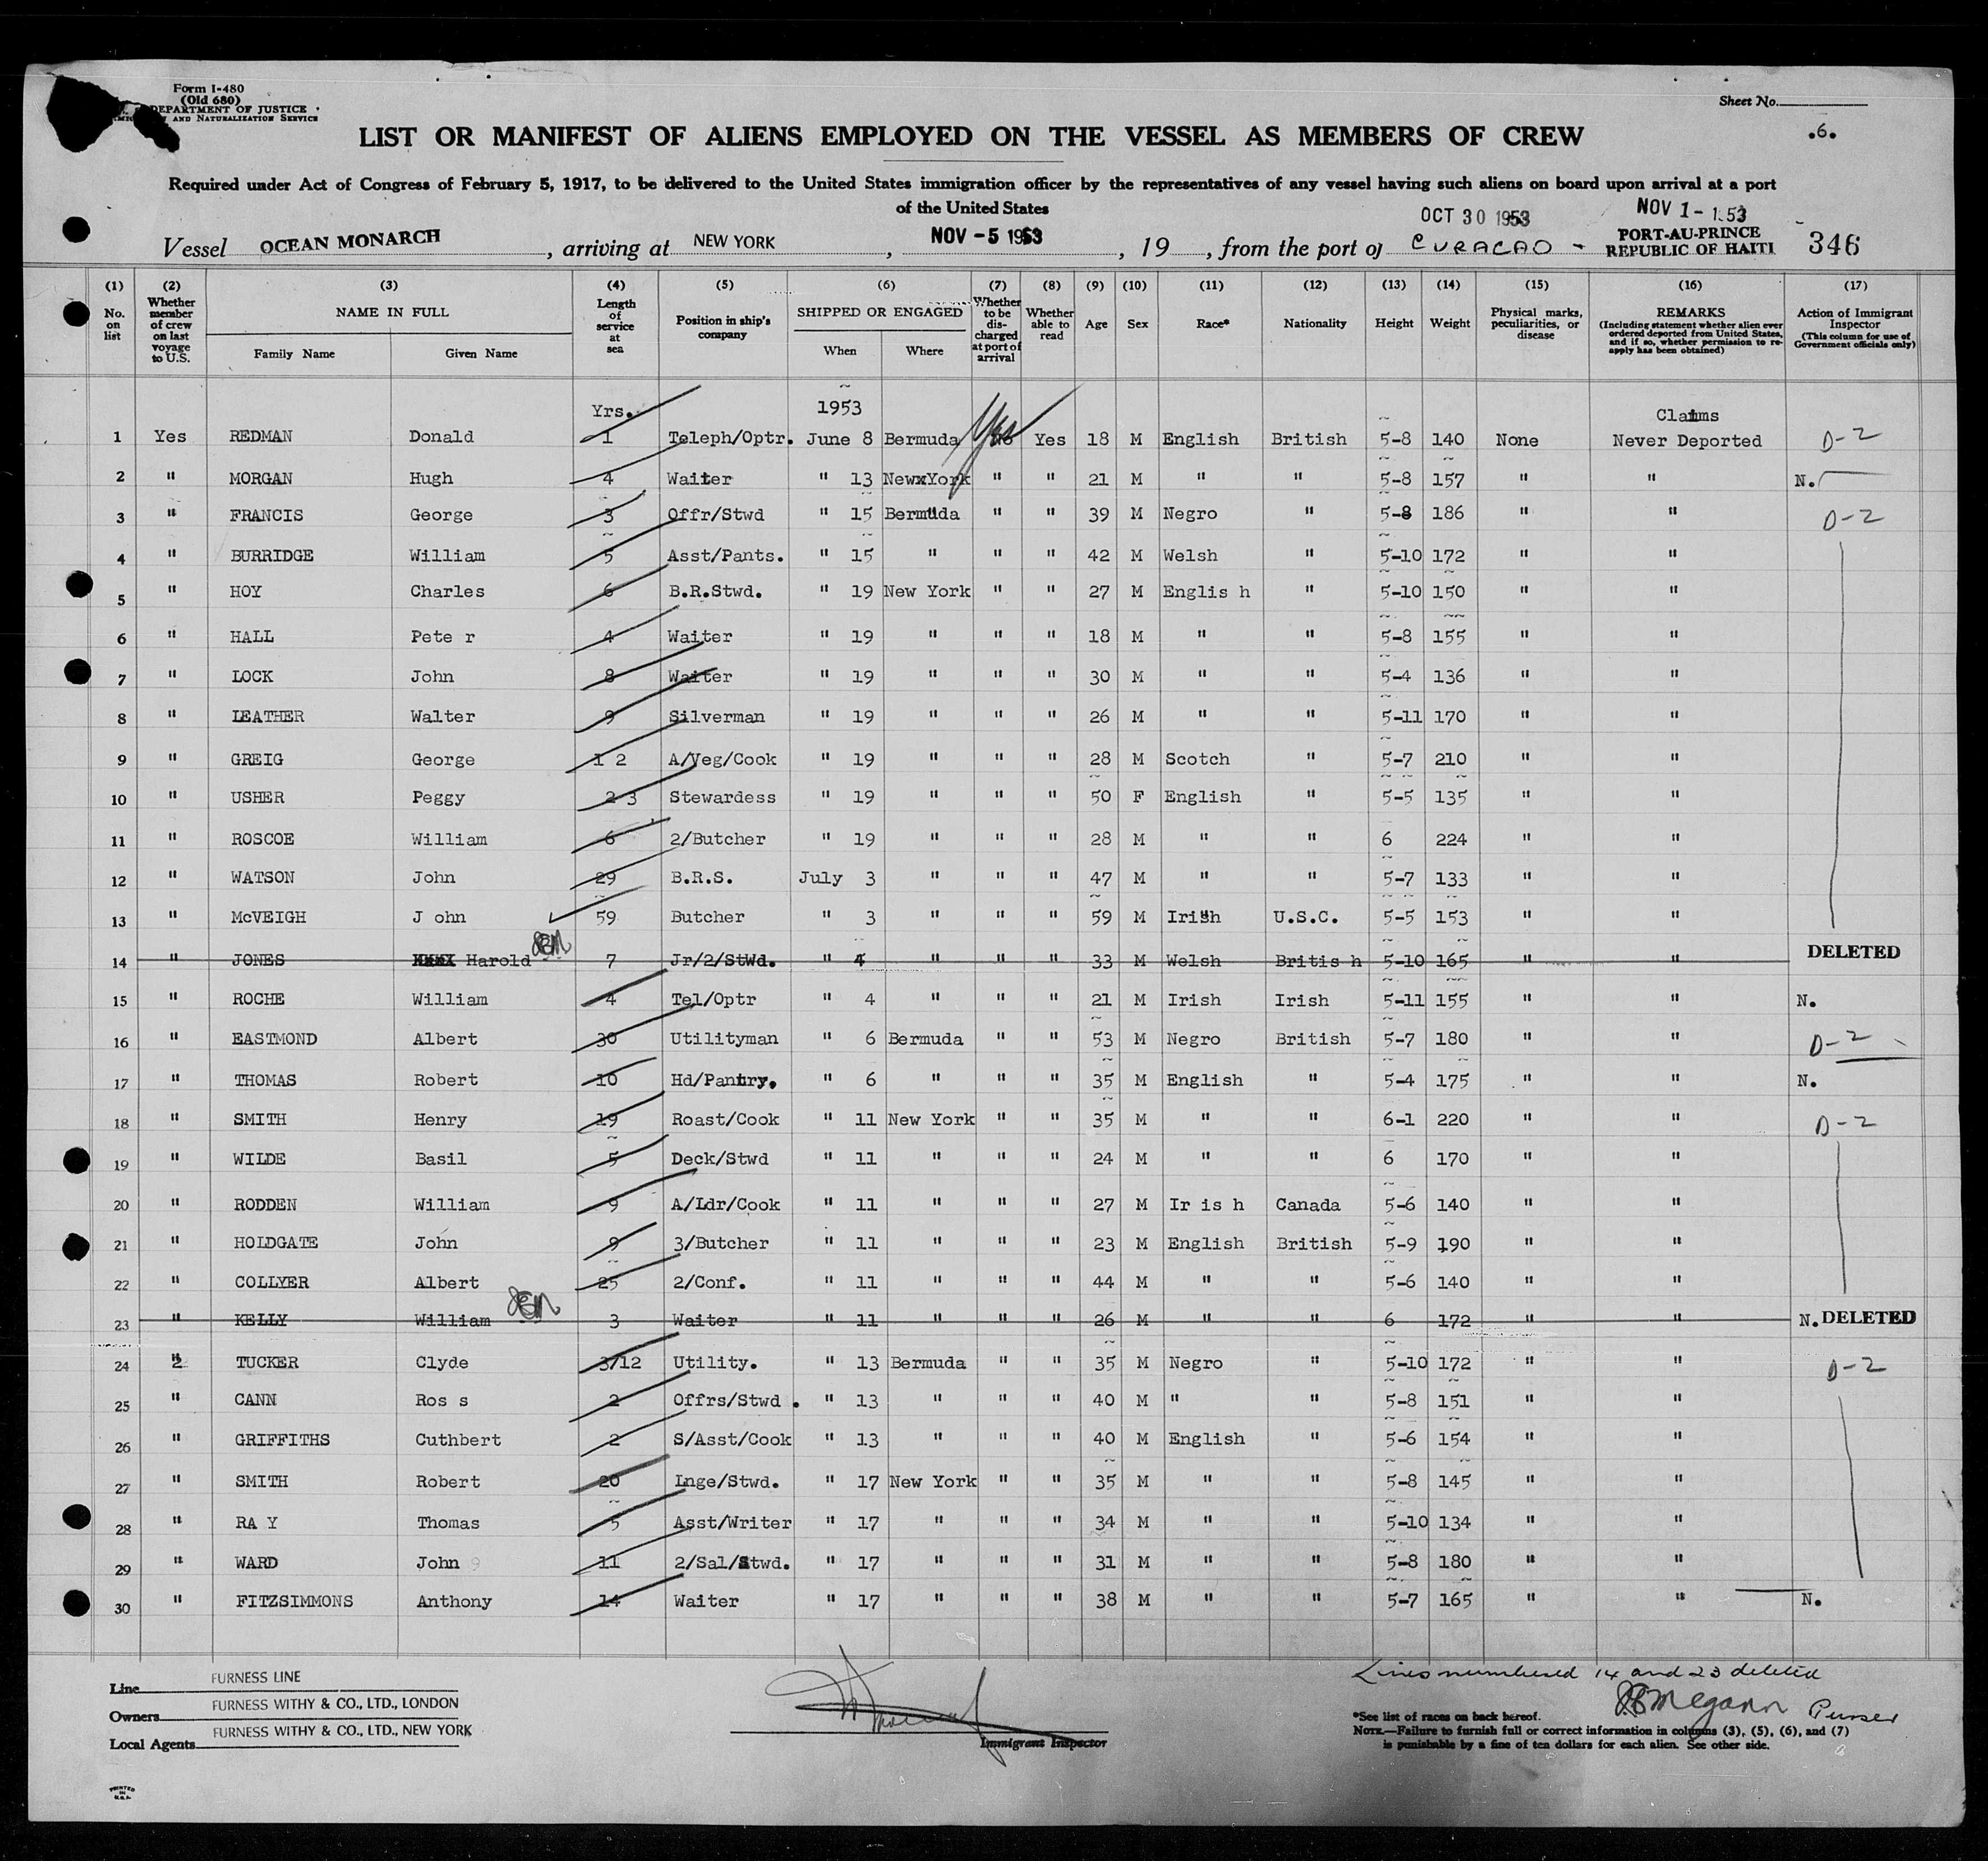 Form I-480
(Old 680)
DEPARTMENT OF JUSTICE
AND NATURALIZATION SERVICE
Sheet No.
.6.
LIST OR MANIFEST OF ALIENS EMPLOYED ON THE VESSEL AS MEMBERS OF CREW
Required under Act of Congress of February 5, 1917, to be delivered to the United States immigration officer by the representatives of any vessel having such aliens on board upon arrival at a port
of the United States
OCT 30 1953 NOV 1 - 1953
Vessel OCEAN MONARCH, arriving at NEW YORK, NOV -5 1953, 19 , from the port of CURACAO - PORT-AU-PRINCE REPUBLIC OF HAITI 346
(1) (2) (3) (4) (5) (6) (7) (8) (9) (10) (11) (12) (13) (14) (15) (16) (17)
No. on list
Whether member of crew on last voyage to U.S.
NAME IN FULL
Family Name Given Name
Length of service at sea
Position in ship's company
SHIPPED OR ENGAGED
When Where
Whether to be discharged at port of arrival
Whether able to read
Age
Sex
Race*
Nationality
Height
Weight
Physical marks, peculiarities, or disease
REMARKS
(Including statement whether alien ever ordered deported from United States, and if so, whether permission to re-apply has been obtained)
Action of Immigrant Inspector
(This column for use of Government officials only)
Yrs. 1953 Claims
1 Yes REDMAN Donald 1 Teleph/Optr. June 8 Bermuda Yes Yes 18 M English British 5-8 140 None Never Deported D-2
2 " MORGAN Hugh 4 Waiter " 13 NewxYork " " 21 M " " 5-8 157 " " N.
3 " FRANCIS George 3 Offr/Stwd " 15 Bermuda " " 39 M Negro " 5-8 186 " " D-2
4 " BURRIDGE William 5 Asst/Pants. " 15 " " " 42 M Welsh " 5-10 172 " "
5 " HOY Charles 6 B.R.Stwd. " 19 New York " " 27 M Englis h " 5-10 150 " "
6 " HALL Pete r 4 Waiter " 19 " " " 18 M " " 5-8 155 " "
7 " LOCK John 8 Waiter " 19 " " " 30 M " " 5-4 136 " "
8 " LEATHER Walter 9 Silverman " 19 " " " 26 M " " 5-11 170 " "
9 " GREIG George 1 2 A/Veg/Cook " 19 " " " 28 M Scotch " 5-7 210 " "
10 " USHER Peggy 2 3 Stewardess " 19 " " " 50 F English " 5-5 135 " "
11 " ROSCOE William 6 2/Butcher " 19 " " " 28 M " " 6 224 " "
12 " WATSON John 29 B.R.S. July 3 " " " 47 M " " 5-7 133 " "
13 " McVEIGH J ohn 59 Butcher " 3 " " " 59 M Irish U.S.C. 5-5 153 " "
14 " JONES Harold 7 Jr/2/StWd. " 4 " " " 33 M Welsh Britis h 5-10 165 " " DELETED
15 " ROCHE William 4 Tel/Optr " 4 " " " 21 M Irish Irish 5-11 155 " " N.
16 " EASTMOND Albert 30 Utilityman " 6 Bermuda " " 53 M Negro British 5-7 180 " " D-2
17 " THOMAS Robert 10 Hd/Pantry. " 6 " " " 35 M English " 5-4 175 " " N.
18 " SMITH Henry 19 Roast/Cook " 11 New York " " 35 M " " 6-1 220 " " D-2
19 " WILDE Basil 5 Deck/Stwd " 11 " " " 24 M " " 6 170 " "
20 " RODDEN William 9 A/Ldr/Cook " 11 " " " 27 M Ir is h Canada 5-6 140 " "
21 " HOLDGATE John 9 3/Butcher " 11 " " " 23 M English British 5-9 190 " "
22 " COLLYER Albert 25 2/Conf. " 11 " " " 44 M " " 5-6 140 " "
23 " KELLY William 3 Waiter " 11 " " " 26 M " " 6 172 " " N. DELETED
24 " 2 TUCKER Clyde 3/12 Utility. " 13 Bermuda " " 35 M Negro " 5-10 172 " " D-2
25 " CANN Ros s 2 Offrs/Stwd . " 13 " " " 40 M " " 5-8 151 " "
26 " GRIFFITHS Cuthbert 2 S/Asst/Cook " 13 " " " 40 M English " 5-6 154 " "
27 " SMITH Robert 20 Lnge/Stwd. " 17 New York " " 35 M " " 5-8 145 " "
28 " RA Y Thomas 5 Asst/Writer " 17 " " " 34 M " " 5-10 134 " "
29 " WARD John 11 2/Sal/Stwd. " 17 " " " 31 M " " 5-8 180 " "
30 " FITZSIMMONS Anthony 14 Waiter " 17 " " " 38 M " " 5-7 165 " " N.
Line FURNESS LINE
Owners FURNESS WITHY & CO., LTD., LONDON
Local Agents FURNESS WITHY & CO., LTD., NEW YORK
Immigrant Inspector
Lines numbered 14 and 23 deleted
Megann Purser
*See list of races on back hereof.
NOTE.—Failure to furnish full or correct information in columns (3), (5), (6), and (7)
is punishable by a fine of ten dollars for each alien. See other side.
PRINTED
IN
U.S.A.